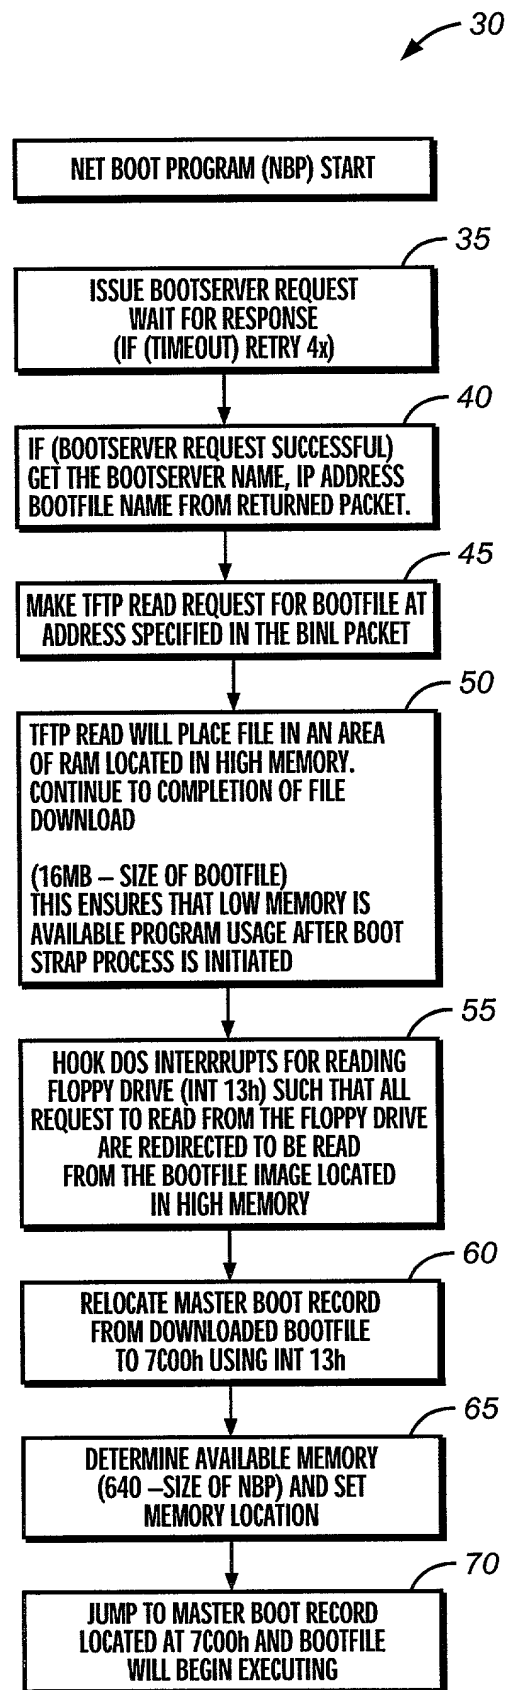 30
NET BOOT PROGRAM (NBP) START
35
ISSUE BOOTSERVER REQUEST
WAIT FOR RESPONSE
(IF (TIMEOUT) RETRY 4x)
40
IF (BOOTSERVER REQUEST SUCCESSFUL)
GET THE BOOTSERVER NAME, IP ADDRESS
BOOTFILE NAME FROM RETURNED PACKET.
45
MAKE TFTP READ REQUEST FOR BOOTFILE AT
ADDRESS SPECIFIED IN THE BINL PACKET
50
TFTP READ WILL PLACE FILE IN AN AREA
OF RAM LOCATED IN HIGH MEMORY.
CONTINUE TO COMPLETION OF FILE
DOWNLOAD
(16MB – SIZE OF BOOTFILE)
THIS ENSURES THAT LOW MEMORY IS
AVAILABLE PROGRAM USAGE AFTER BOOT
STRAP PROCESS IS INITIATED
55
HOOK DOS INTERRRUPTS FOR READING
FLOPPY DRIVE (INT 13h) SUCH THAT ALL
REQUEST TO READ FROM THE FLOPPY DRIVE
ARE REDIRECTED TO BE READ
FROM THE BOOTFILE IMAGE LOCATED
IN HIGH MEMORY
60
RELOCATE MASTER BOOT RECORD
FROM DOWNLOADED BOOTFILE
TO 7C00h USING INT 13h
65
DETERMINE AVAILABLE MEMORY
(640 –SIZE OF NBP) AND SET
MEMORY LOCATION
70
JUMP TO MASTER BOOT RECORD
LOCATED AT 7C00h AND BOOTFILE
WILL BEGIN EXECUTING